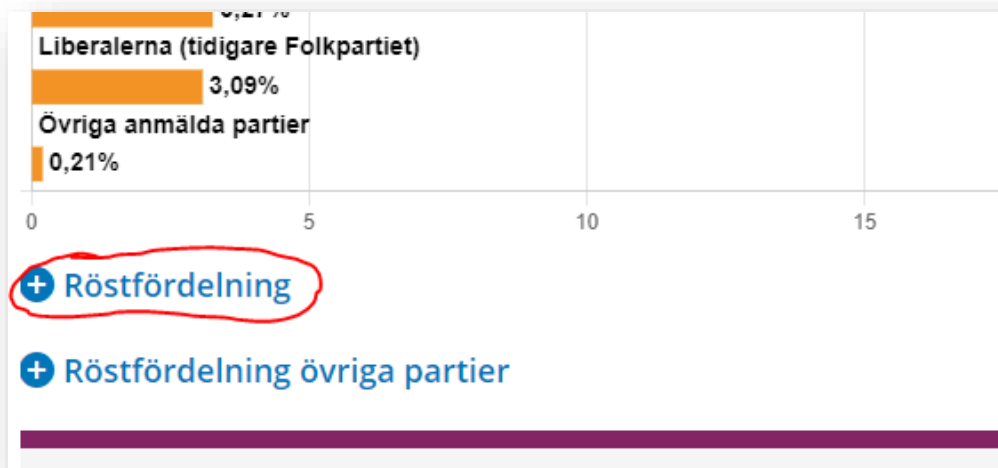 Liberalerna (tidigare Folkpartiet)
3,09%
Övriga anmälda partier
0,21%
0 5 10 15
Röstfördelning
Röstfördelning övriga partier